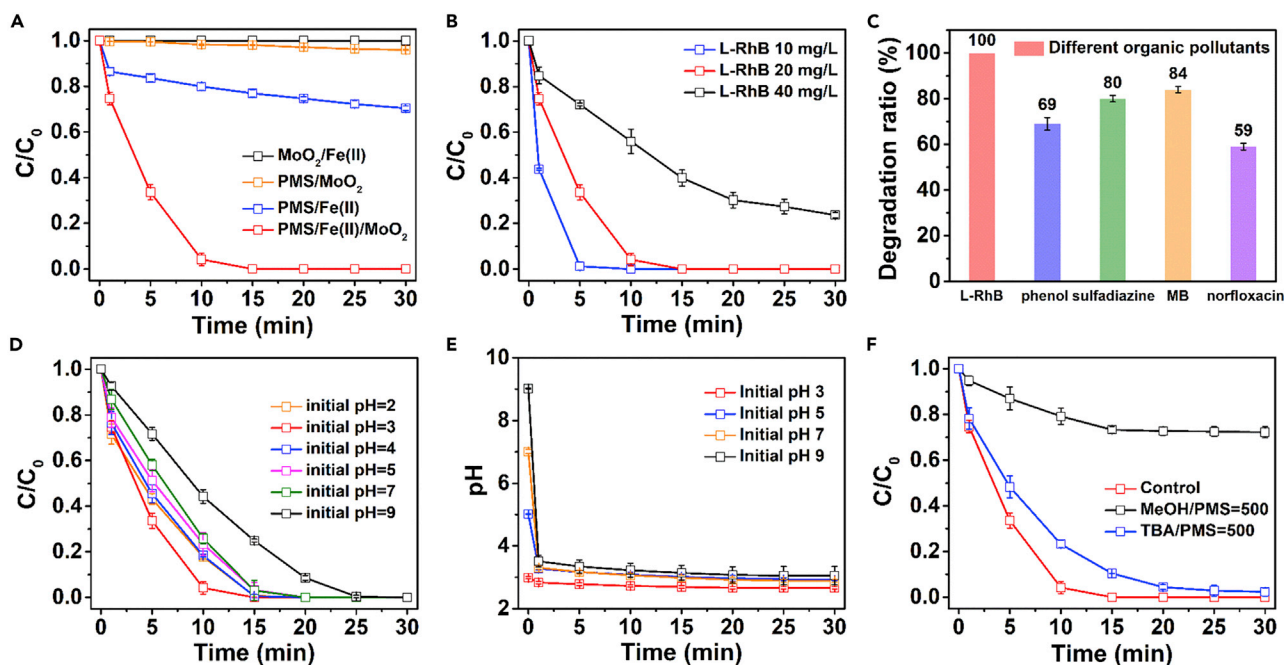 A
C/C₀
1.0
0.8
0.6
0.4
0.2
0.0
MoO₂/Fe(II)
PMS/MoO₂
PMS/Fe(II)
PMS/Fe(II)/MoO₂
0 5 10 15 20 25 30
Time (min)
B
C/C₀
1.0
0.8
0.6
0.4
0.2
0.0
L-RhB 10 mg/L
L-RhB 20 mg/L
L-RhB 40 mg/L
0 5 10 15 20 25 30
Time (min)
C
Degradation ratio (%)
100
80
60
40
20
0
Different organic pollutants
100
69
80
84
59
L-RhB phenol sulfadiazine MB norfloxacin
D
C/C₀
1.0
0.8
0.6
0.4
0.2
0.0
initial pH=2
initial pH=3
initial pH=4
initial pH=5
initial pH=7
initial pH=9
0 5 10 15 20 25 30
Time (min)
E
pH
10
8
6
4
2
Initial pH 3
Initial pH 5
Initial pH 7
Initial pH 9
0 5 10 15 20 25 30
Time (min)
F
C/C₀
1.0
0.8
0.6
0.4
0.2
0.0
Control
MeOH/PMS=500
TBA/PMS=500
0 5 10 15 20 25 30
Time (min)